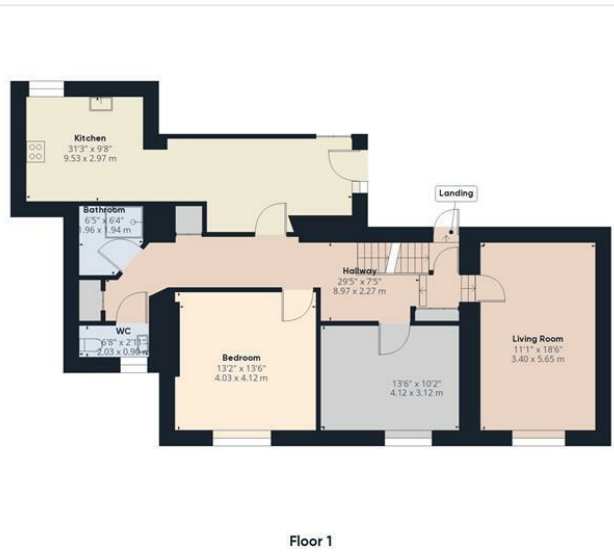 Kitchen
31'3" x 9'8"
9.53 x 2.97 m
Landing
Bathroom
6'5" x 6'4"
1.96 x 1.94 m
Hallway
29'5" x 7'5"
8.97 x 2.27 m
WC
6'8" x 2'11"
2.03 x 0.90 m
Bedroom
13'2" x 13'6"
4.03 x 4.12 m
13'6" x 10'2"
4.12 x 3.12 m
Living Room
11'1" x 18'6"
3.40 x 5.65 m
Floor 1